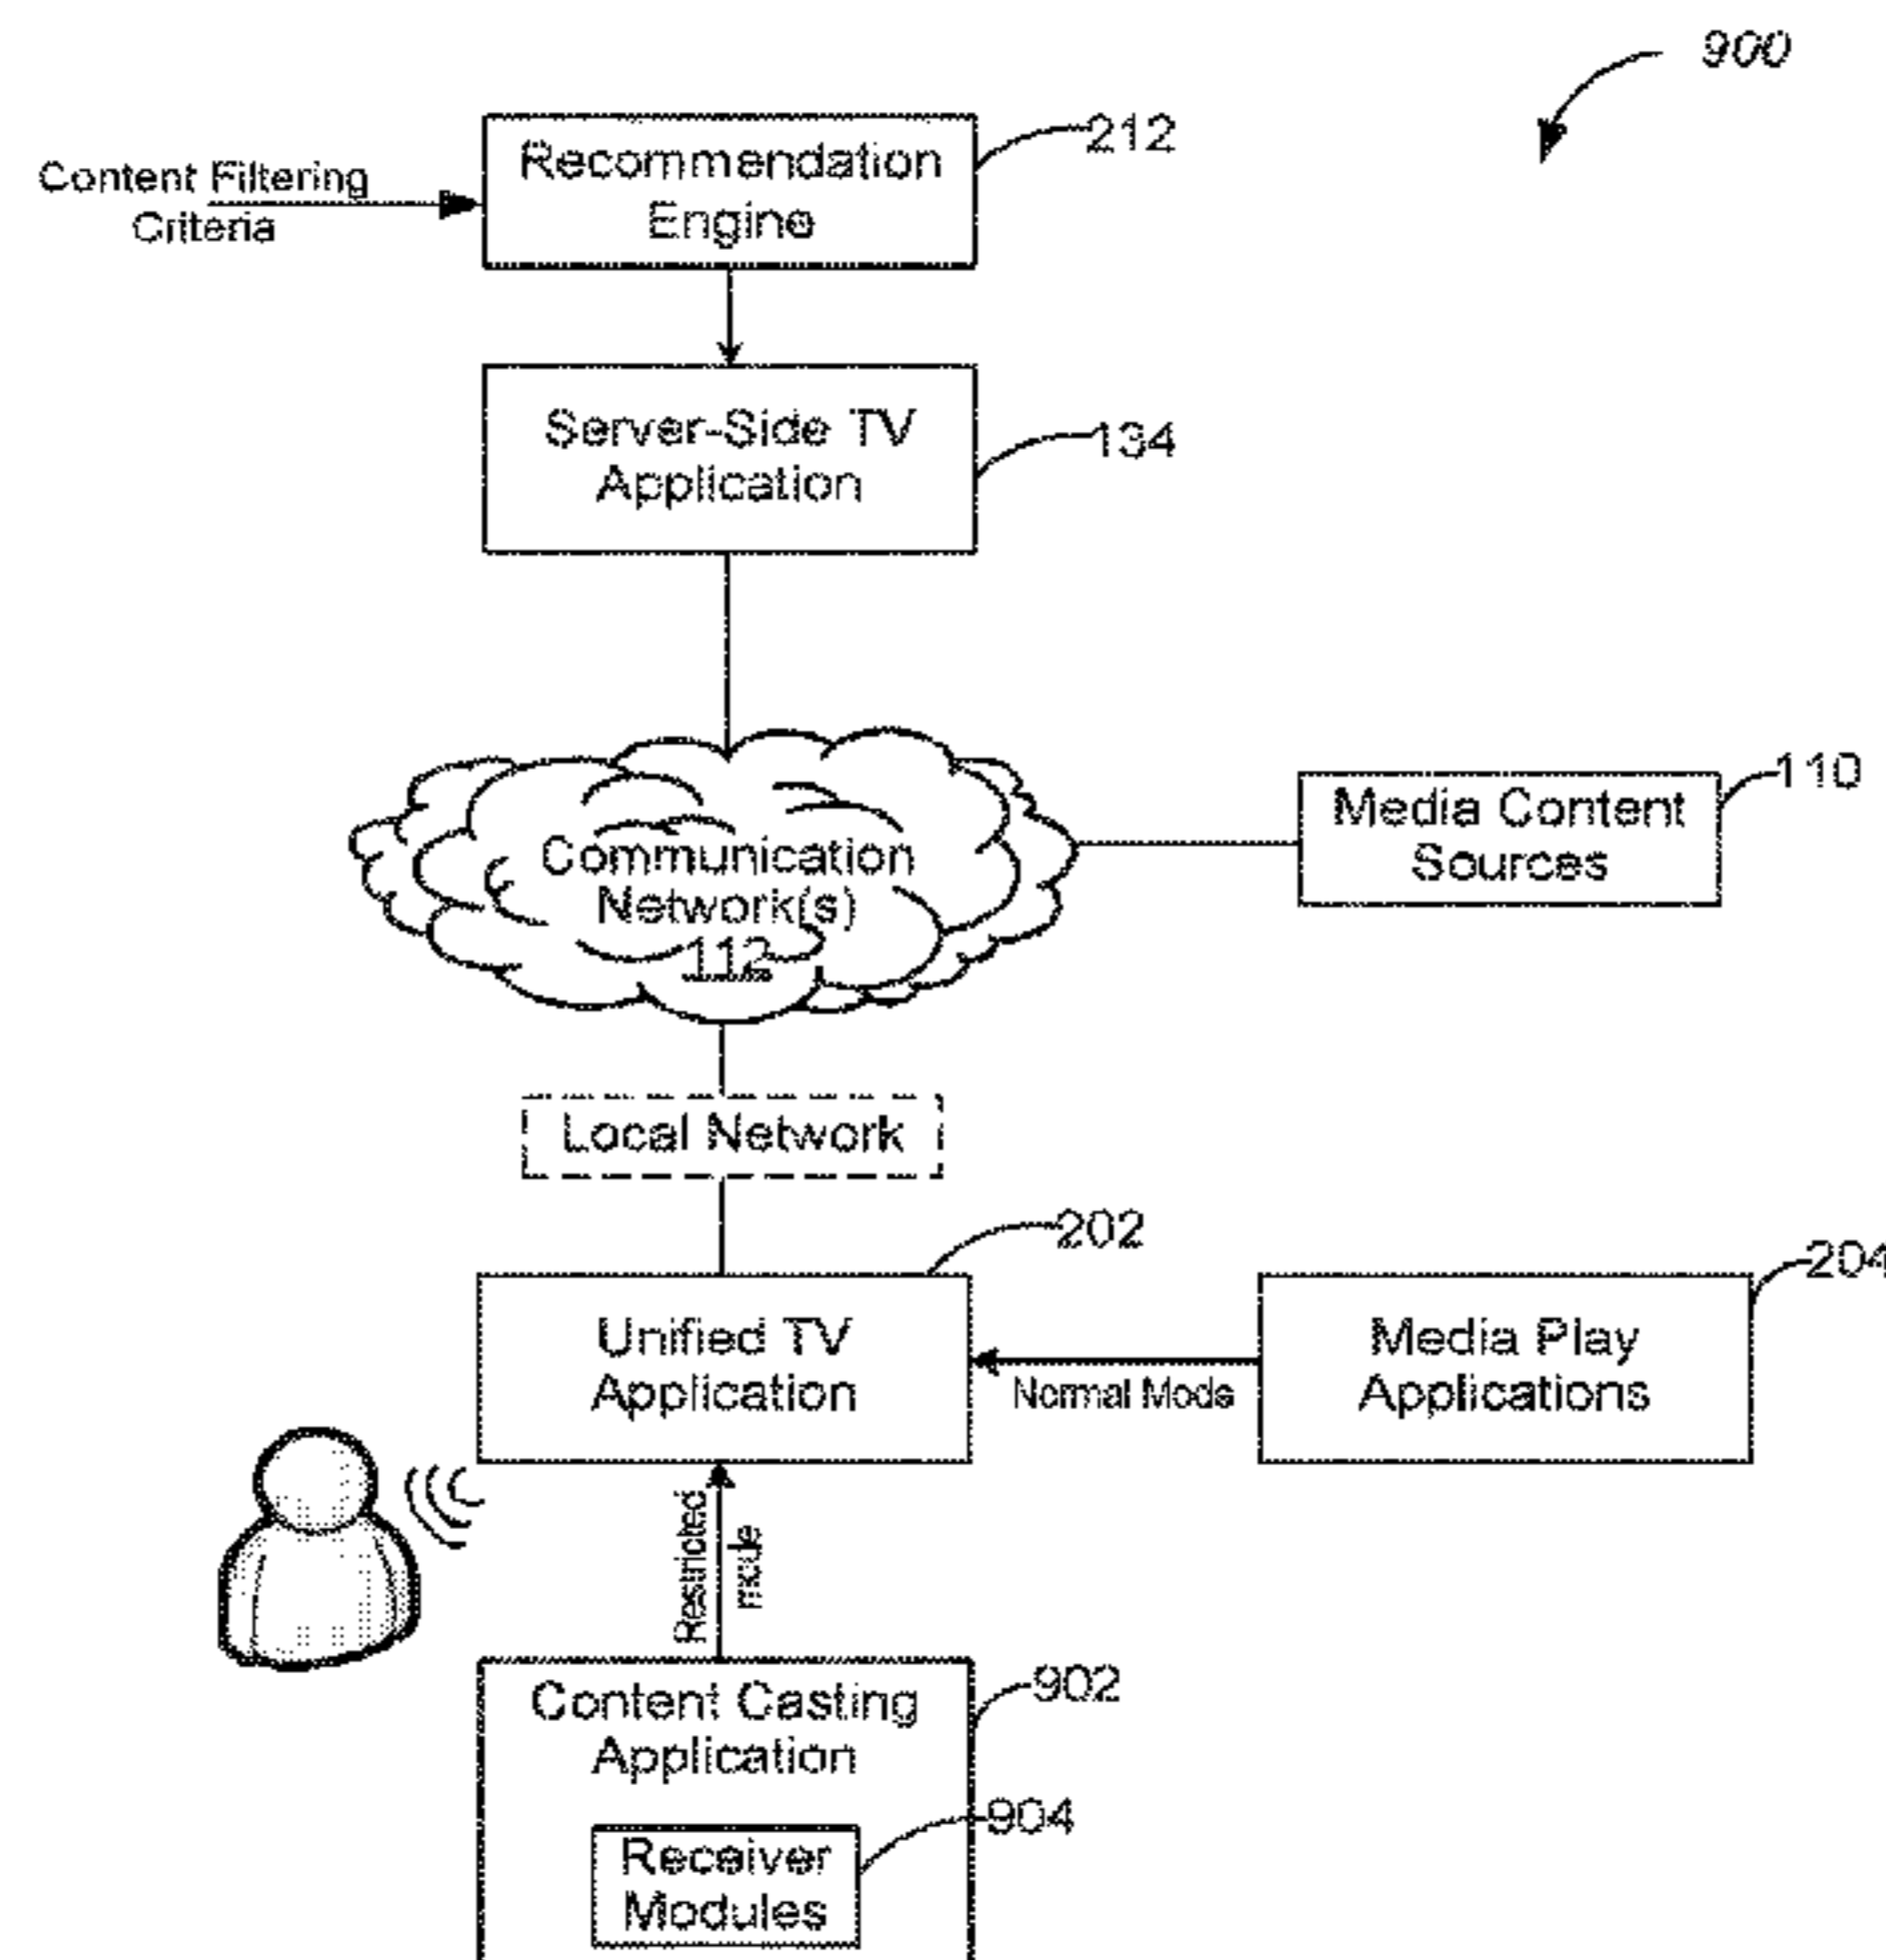 900
Recommendation
Engine
212
Content Filtering
Criteria
Server-Side TV
Application
134
Communication
Network(s)
112
Media Content
Sources
110
Local Network
Unified TV
Application
202
Normal Mode
Media Play
Applications
204
Restricted
mode
Content Casting
Application
902
Receiver
Modules
904